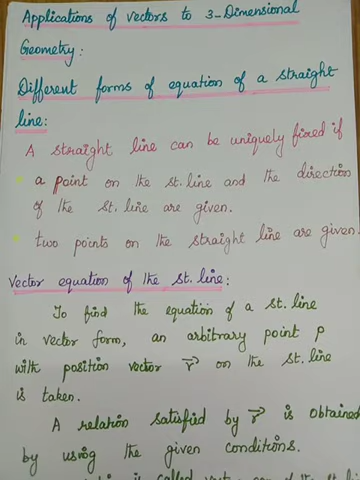 Applications of vectors to 3-Dimensional
Geometry:
Different forms of equation of a straight
line:
A straight line can be uniquely fixed if
• a point on the st.line and the direction
of the st. line are given.
• two points on the straight line are given.
Vector equation of the st.line:
To find the equation of a st.line
in vector form, an arbitrary point P
with position vector r⃗ on the st.line
is taken.
A relation satisfied by r⃗ is obtained
by using the given conditions.
is called vector